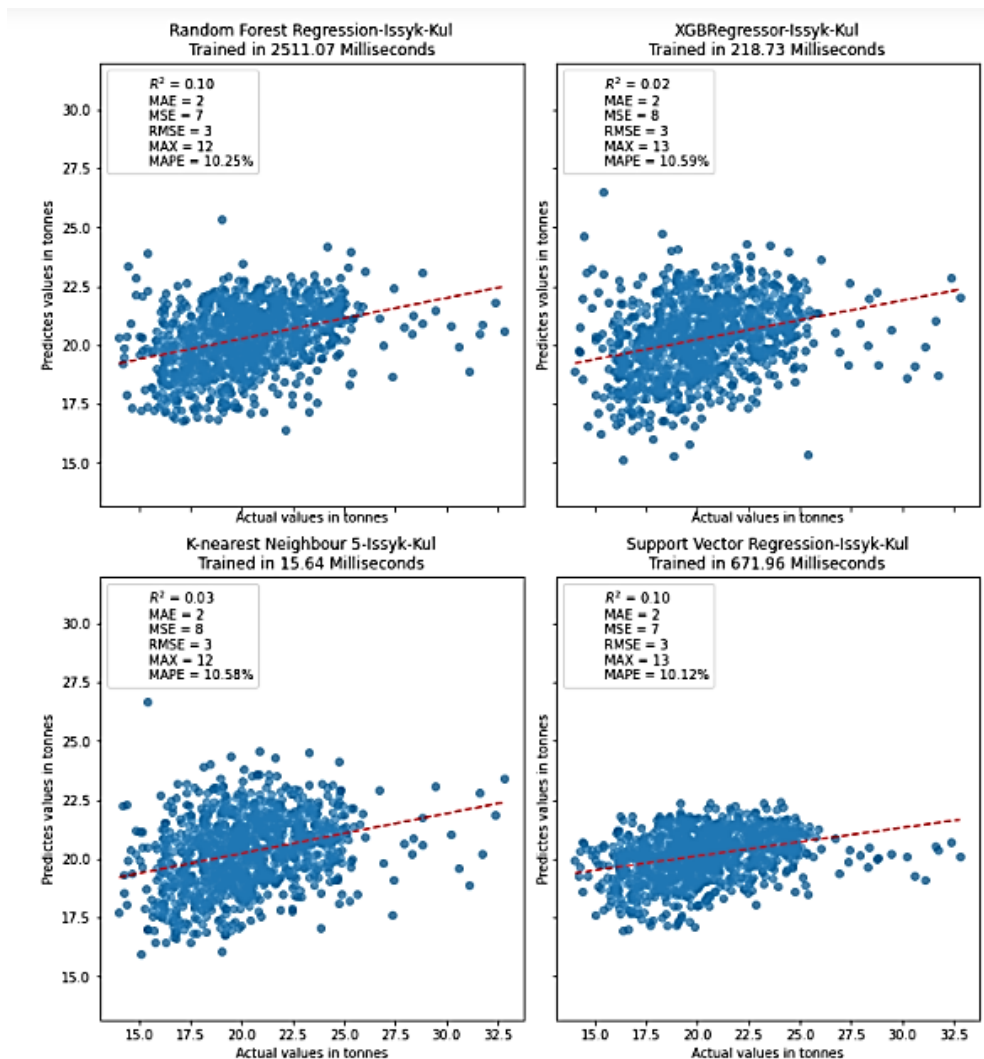 Random Forest Regression-Issyk-Kul
Trained in 2511.07 Milliseconds
R² = 0.10
MAE = 2
MSE = 7
RMSE = 3
MAX = 12
MAPE = 10.25%
30.0
27.5
25.0
22.5
20.0
17.5
15.0
Predictes values in tonnes
Actual values in tonnes
XGBRegressor-Issyk-Kul
Trained in 218.73 Milliseconds
R² = 0.02
MAE = 2
MSE = 8
RMSE = 3
MAX = 13
MAPE = 10.59%
Predictes values in tonnes
Actual values in tonnes
K-nearest Neighbour 5-Issyk-Kul
Trained in 15.64 Milliseconds
R² = 0.03
MAE = 2
MSE = 8
RMSE = 3
MAX = 12
MAPE = 10.58%
30.0
27.5
25.0
22.5
20.0
17.5
15.0
Predictes values in tonnes
15.0 17.5 20.0 22.5 25.0 27.5 30.0 32.5
Actual values in tonnes
Support Vector Regression-Issyk-Kul
Trained in 671.96 Milliseconds
R² = 0.10
MAE = 2
MSE = 7
RMSE = 3
MAX = 13
MAPE = 10.12%
Predictes values in tonnes
15.0 17.5 20.0 22.5 25.0 27.5 30.0 32.5
Actual values in tonnes